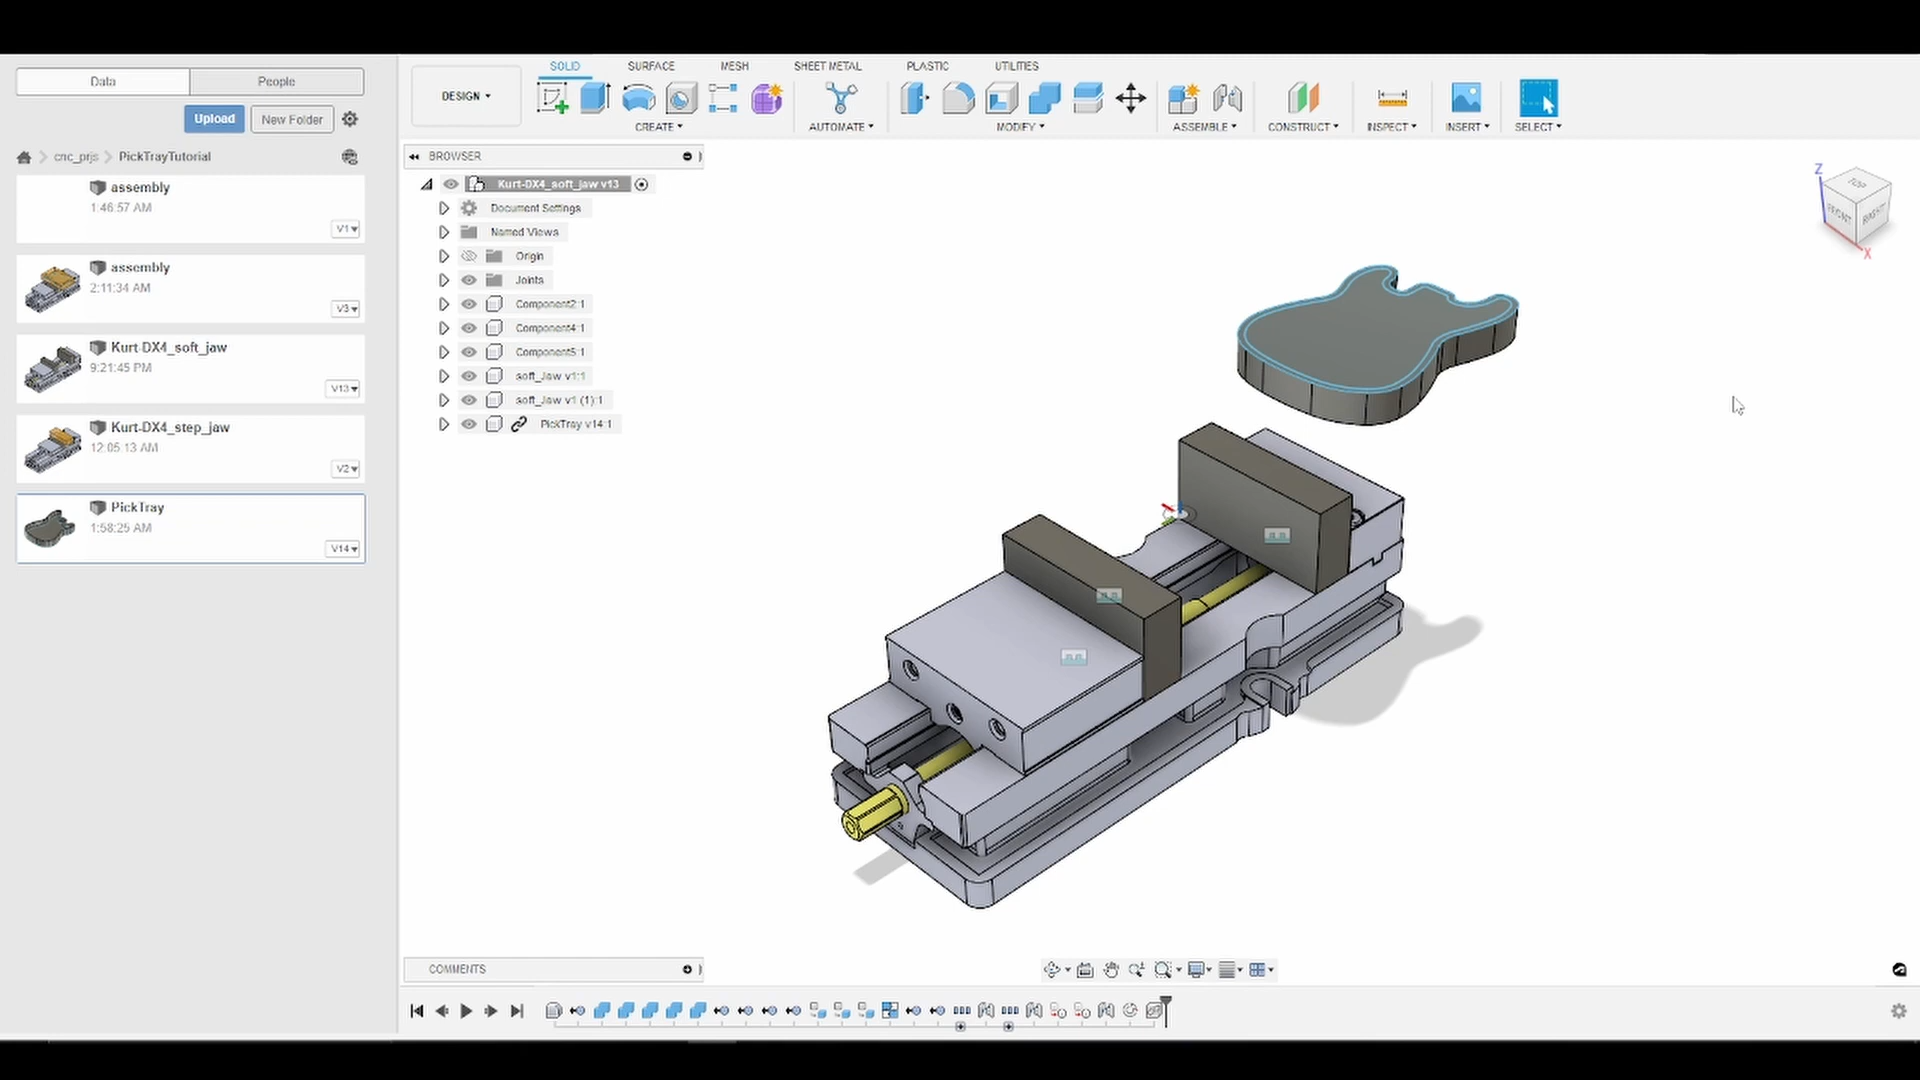 Data
People
Upload
New Folder
cnc_prjs
PickTrayTutorial
assembly
1:46:57 AM
V1
assembly
2:11:34 AM
V3
Kurt-DX4_soft_jaw
9:21:45 PM
V13
Kurt-DX4_step_jaw
12:05:13 AM
V2
PickTray
1:58:25 AM
V14
DESIGN
SOLID
SURFACE
MESH
SHEET METAL
PLASTIC
UTILITIES
CREATE
AUTOMATE
MODIFY
ASSEMBLE
CONSTRUCT
INSPECT
INSERT
SELECT
BROWSER
Kurt-DX4_soft_jaw v13
Document Settings
Named Views
Origin
Joints
Component2:1
Component4:1
Component5:1
soft_Jaw v1:1
soft_Jaw v1 (1):1
PickTray v14:1
Z
TOP
FRONT
RIGHT
X
COMMENTS